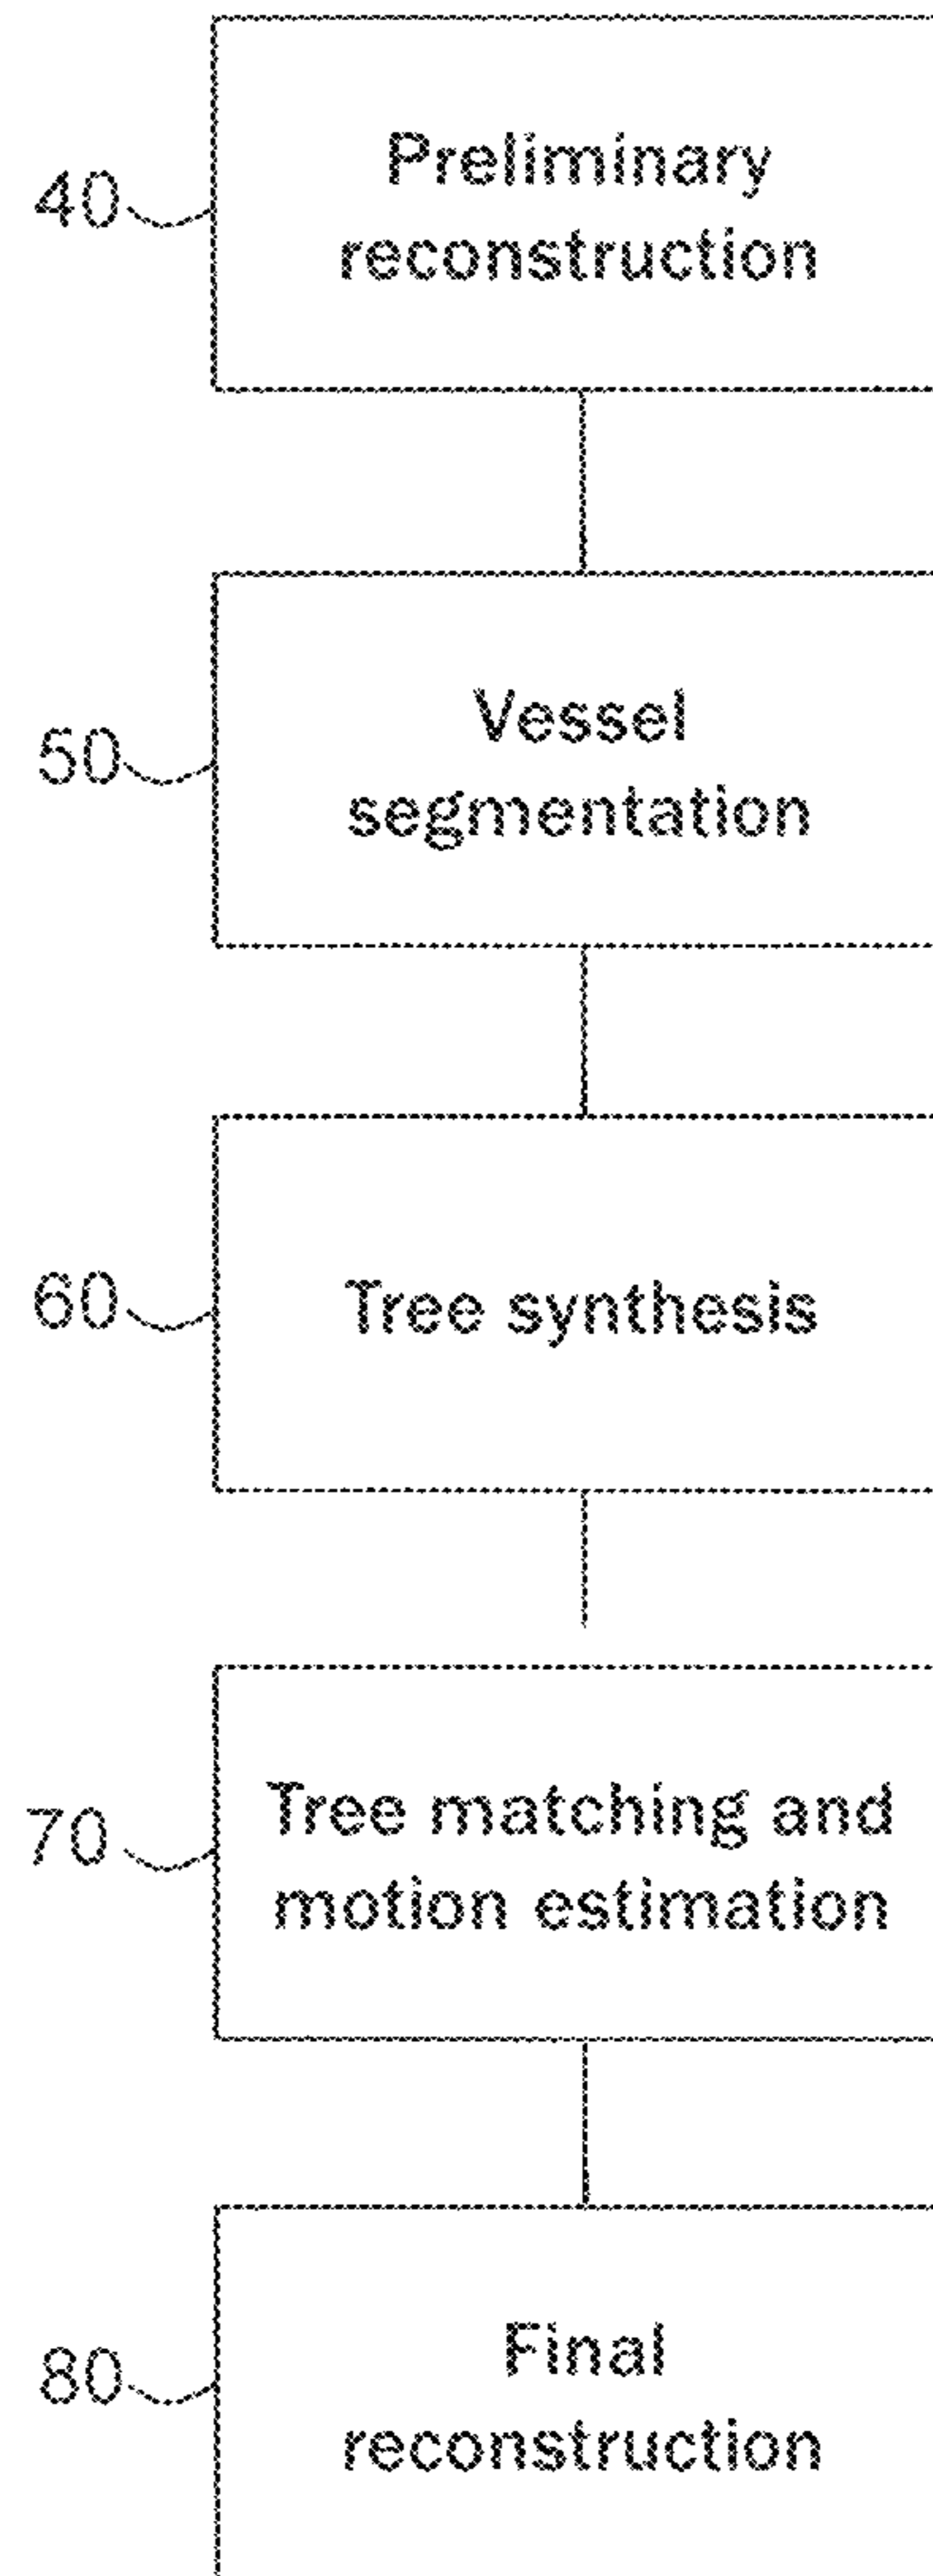 40
Preliminary
reconstruction
50
Vessel
segmentation
60
Tree synthesis
70
Tree matching and
motion estimation
80
Final
reconstruction